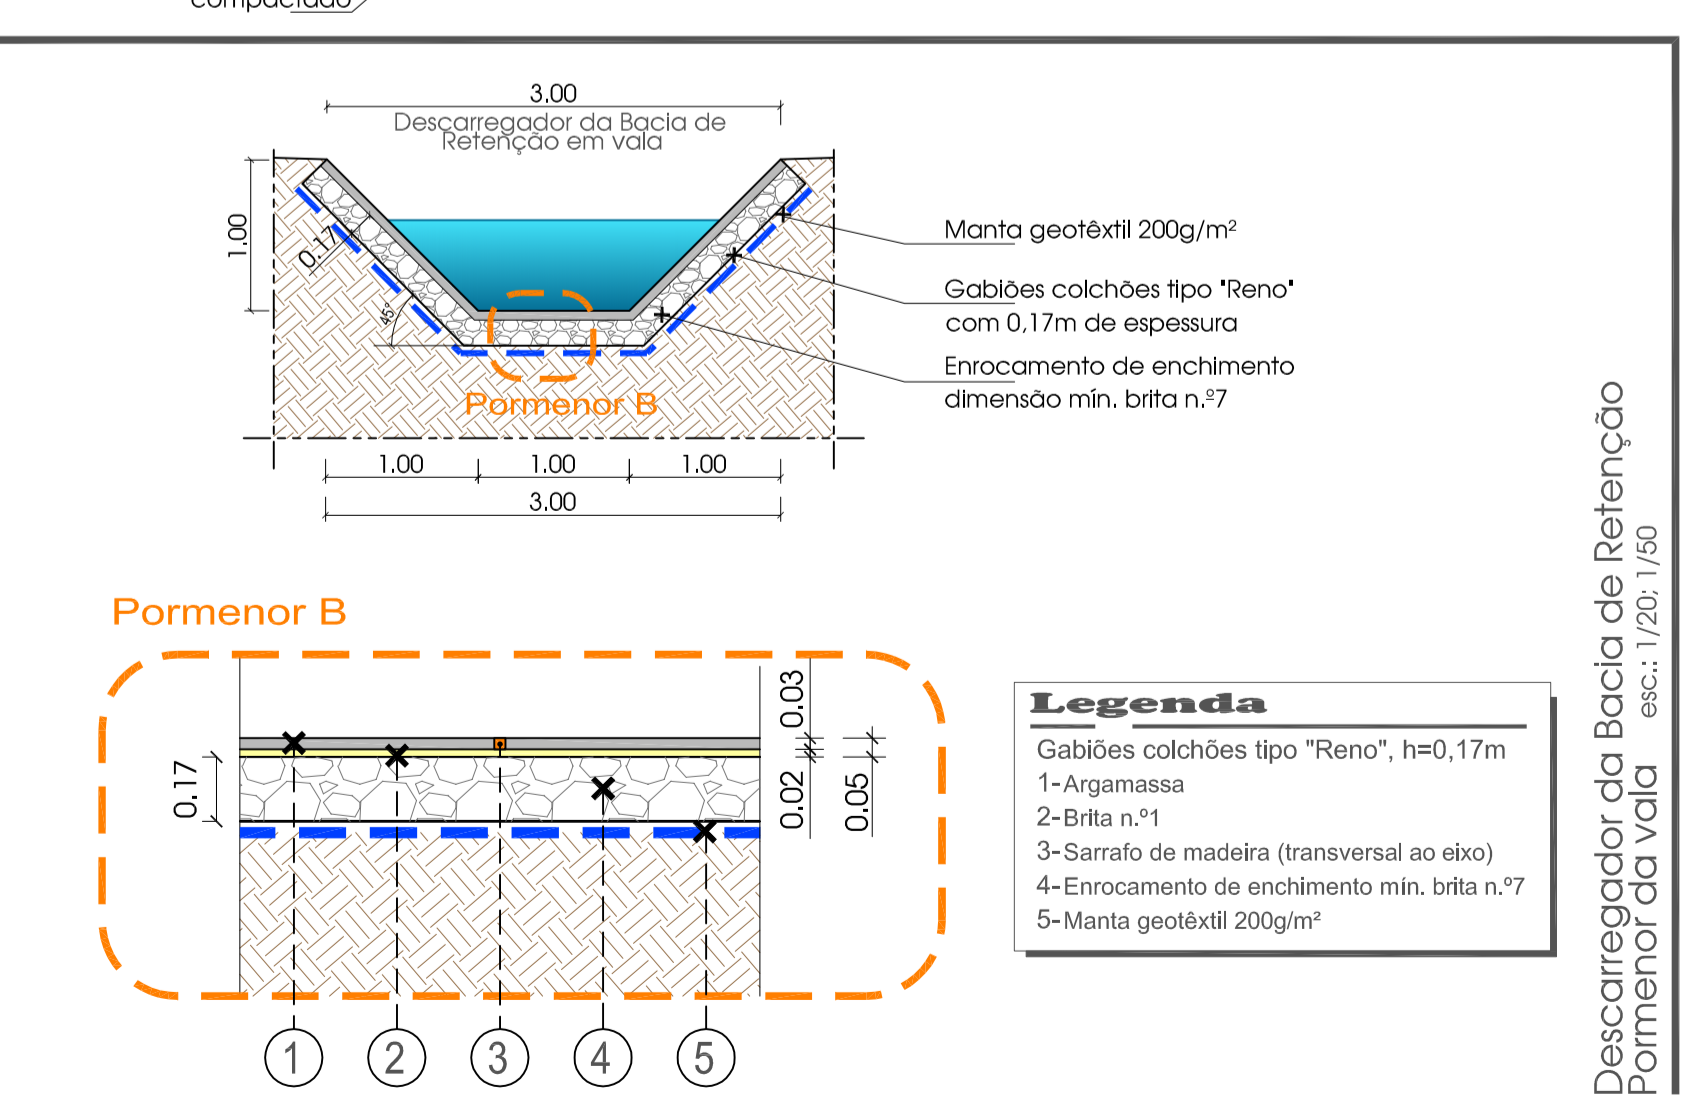 compactado
3.00
Descarregador da Bacia de
Retenção em vala
1.00
0.17
45°
Manta geotêxtil 200g/m²
Gabiões colchões tipo "Reno"
com 0,17m de espessura
Enrocamento de enchimento
dimensão mín. brita n.º7
Pormenor B
1.00 1.00 1.00
3.00
Pormenor B
0.17
0.03
0.02
0.05
1 2 3 4 5
Legenda
Gabiões colchões tipo "Reno", h=0,17m
1-Argamassa
2-Brita n.º1
3-Sarrafo de madeira (transversal ao eixo)
4-Enrocamento de enchimento mín. brita n.º7
5-Manta geotêxtil 200g/m²
Descarregador da Bacia de Retenção
Pormenor da vala esc.: 1/20; 1/50